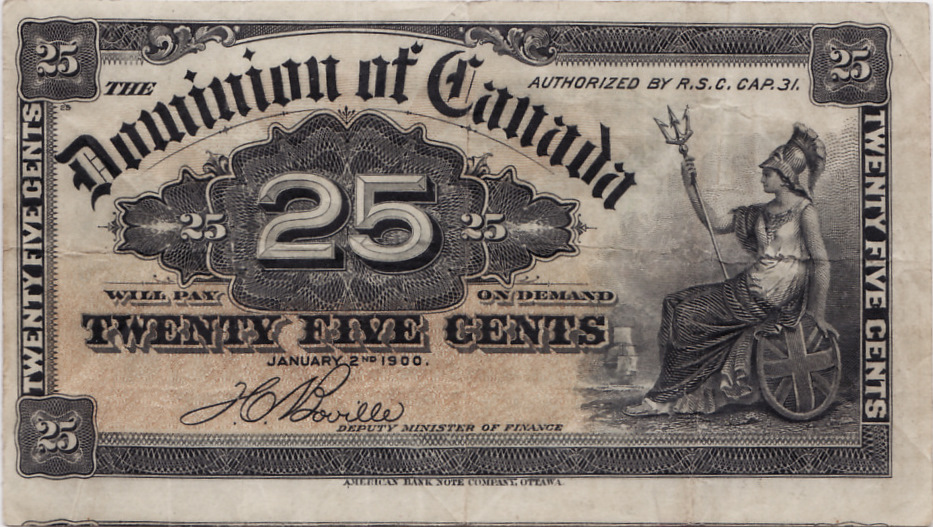 25
25
THE Dominion of Canada
AUTHORIZED BY R.S.C. CAP. 31.
25
25
25
WILL PAY ON DEMAND
TWENTY FIVE CENTS
JANUARY 2ND 1900.
J C Boville
DEPUTY MINISTER OF FINANCE
TWENTY FIVE CENTS
TWENTY FIVE CENTS
25
AMERICAN BANK NOTE COMPANY, OTTAWA.